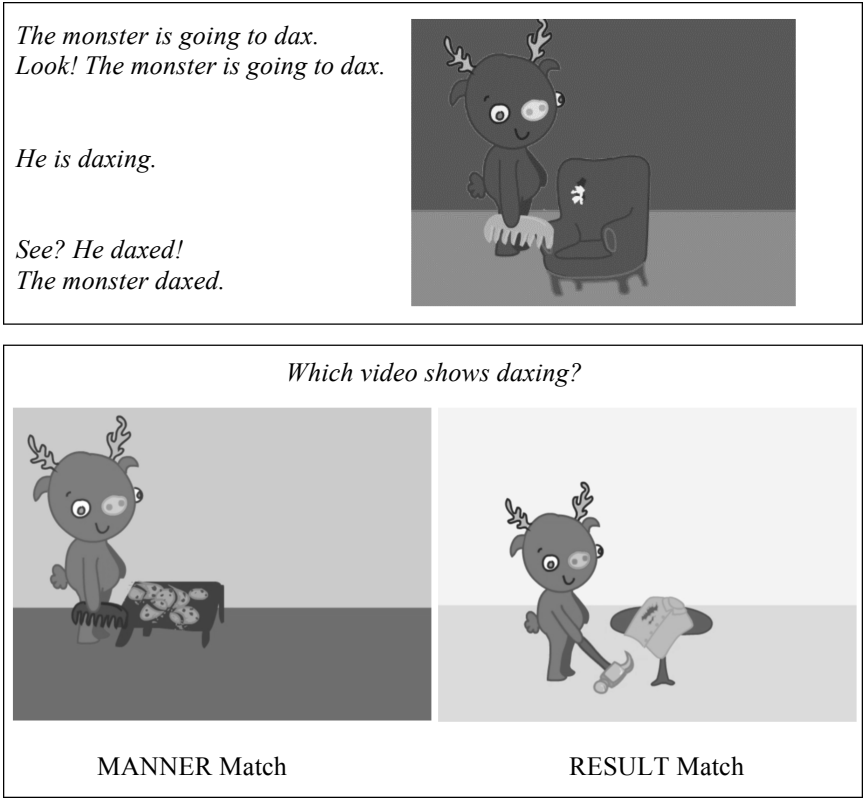 The monster is going to dax.
Look! The monster is going to dax.
He is daxing.
See? He daxed!
The monster daxed.
Which video shows daxing?
MANNER Match
RESULT Match